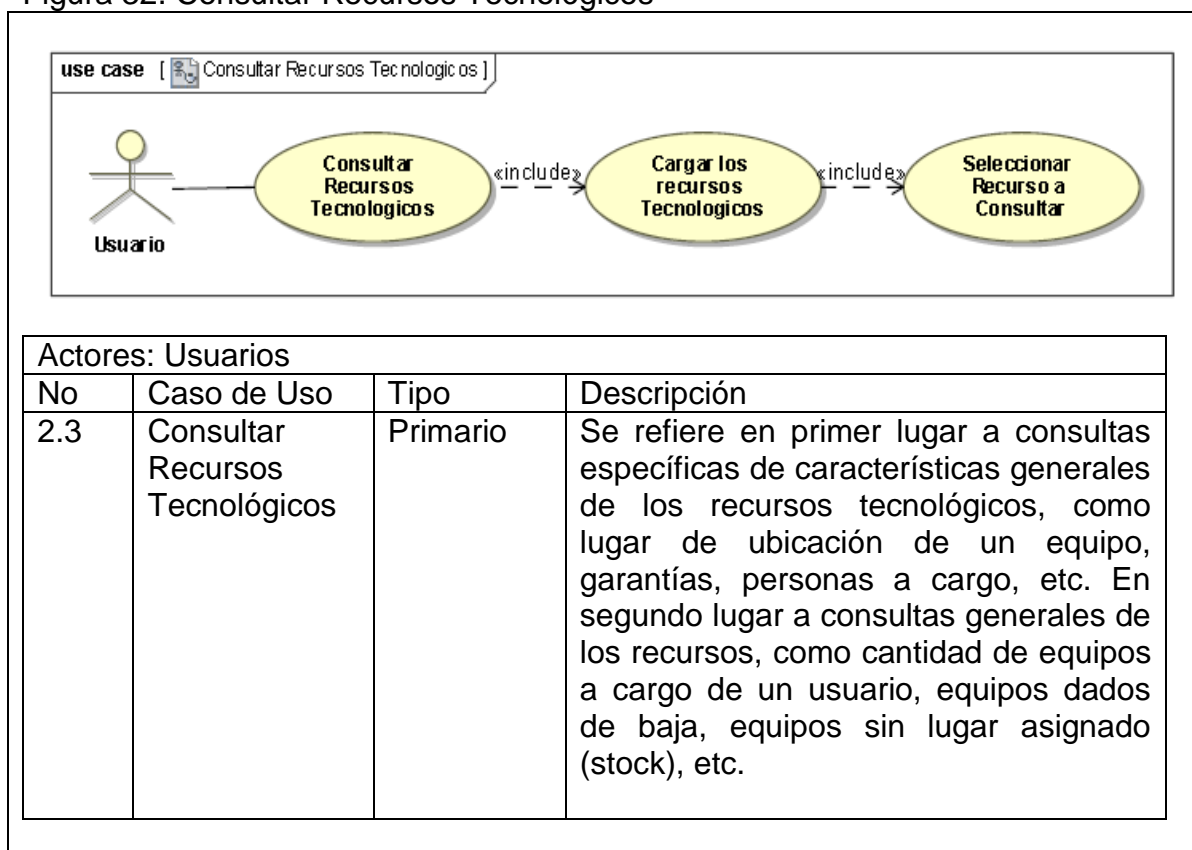 Figura 32. Consultar Recursos Tecnológicos
use case [ Consultar Recursos Tecnologicos ]
Consultar
Recursos
Tecnologicos
«include»
Cargar los
recursos
Tecnologicos
«include»
Seleccionar
Recurso a
Consultar
Usuario
Actores: Usuarios
No Caso de Uso Tipo Descripción
2.3 Consultar Primario Se refiere en primer lugar a consultas
Recursos específicas de características generales
Tecnológicos de los recursos tecnológicos, como
lugar de ubicación de un equipo,
garantías, personas a cargo, etc. En
segundo lugar a consultas generales de
los recursos, como cantidad de equipos
a cargo de un usuario, equipos dados
de baja, equipos sin lugar asignado
(stock), etc.